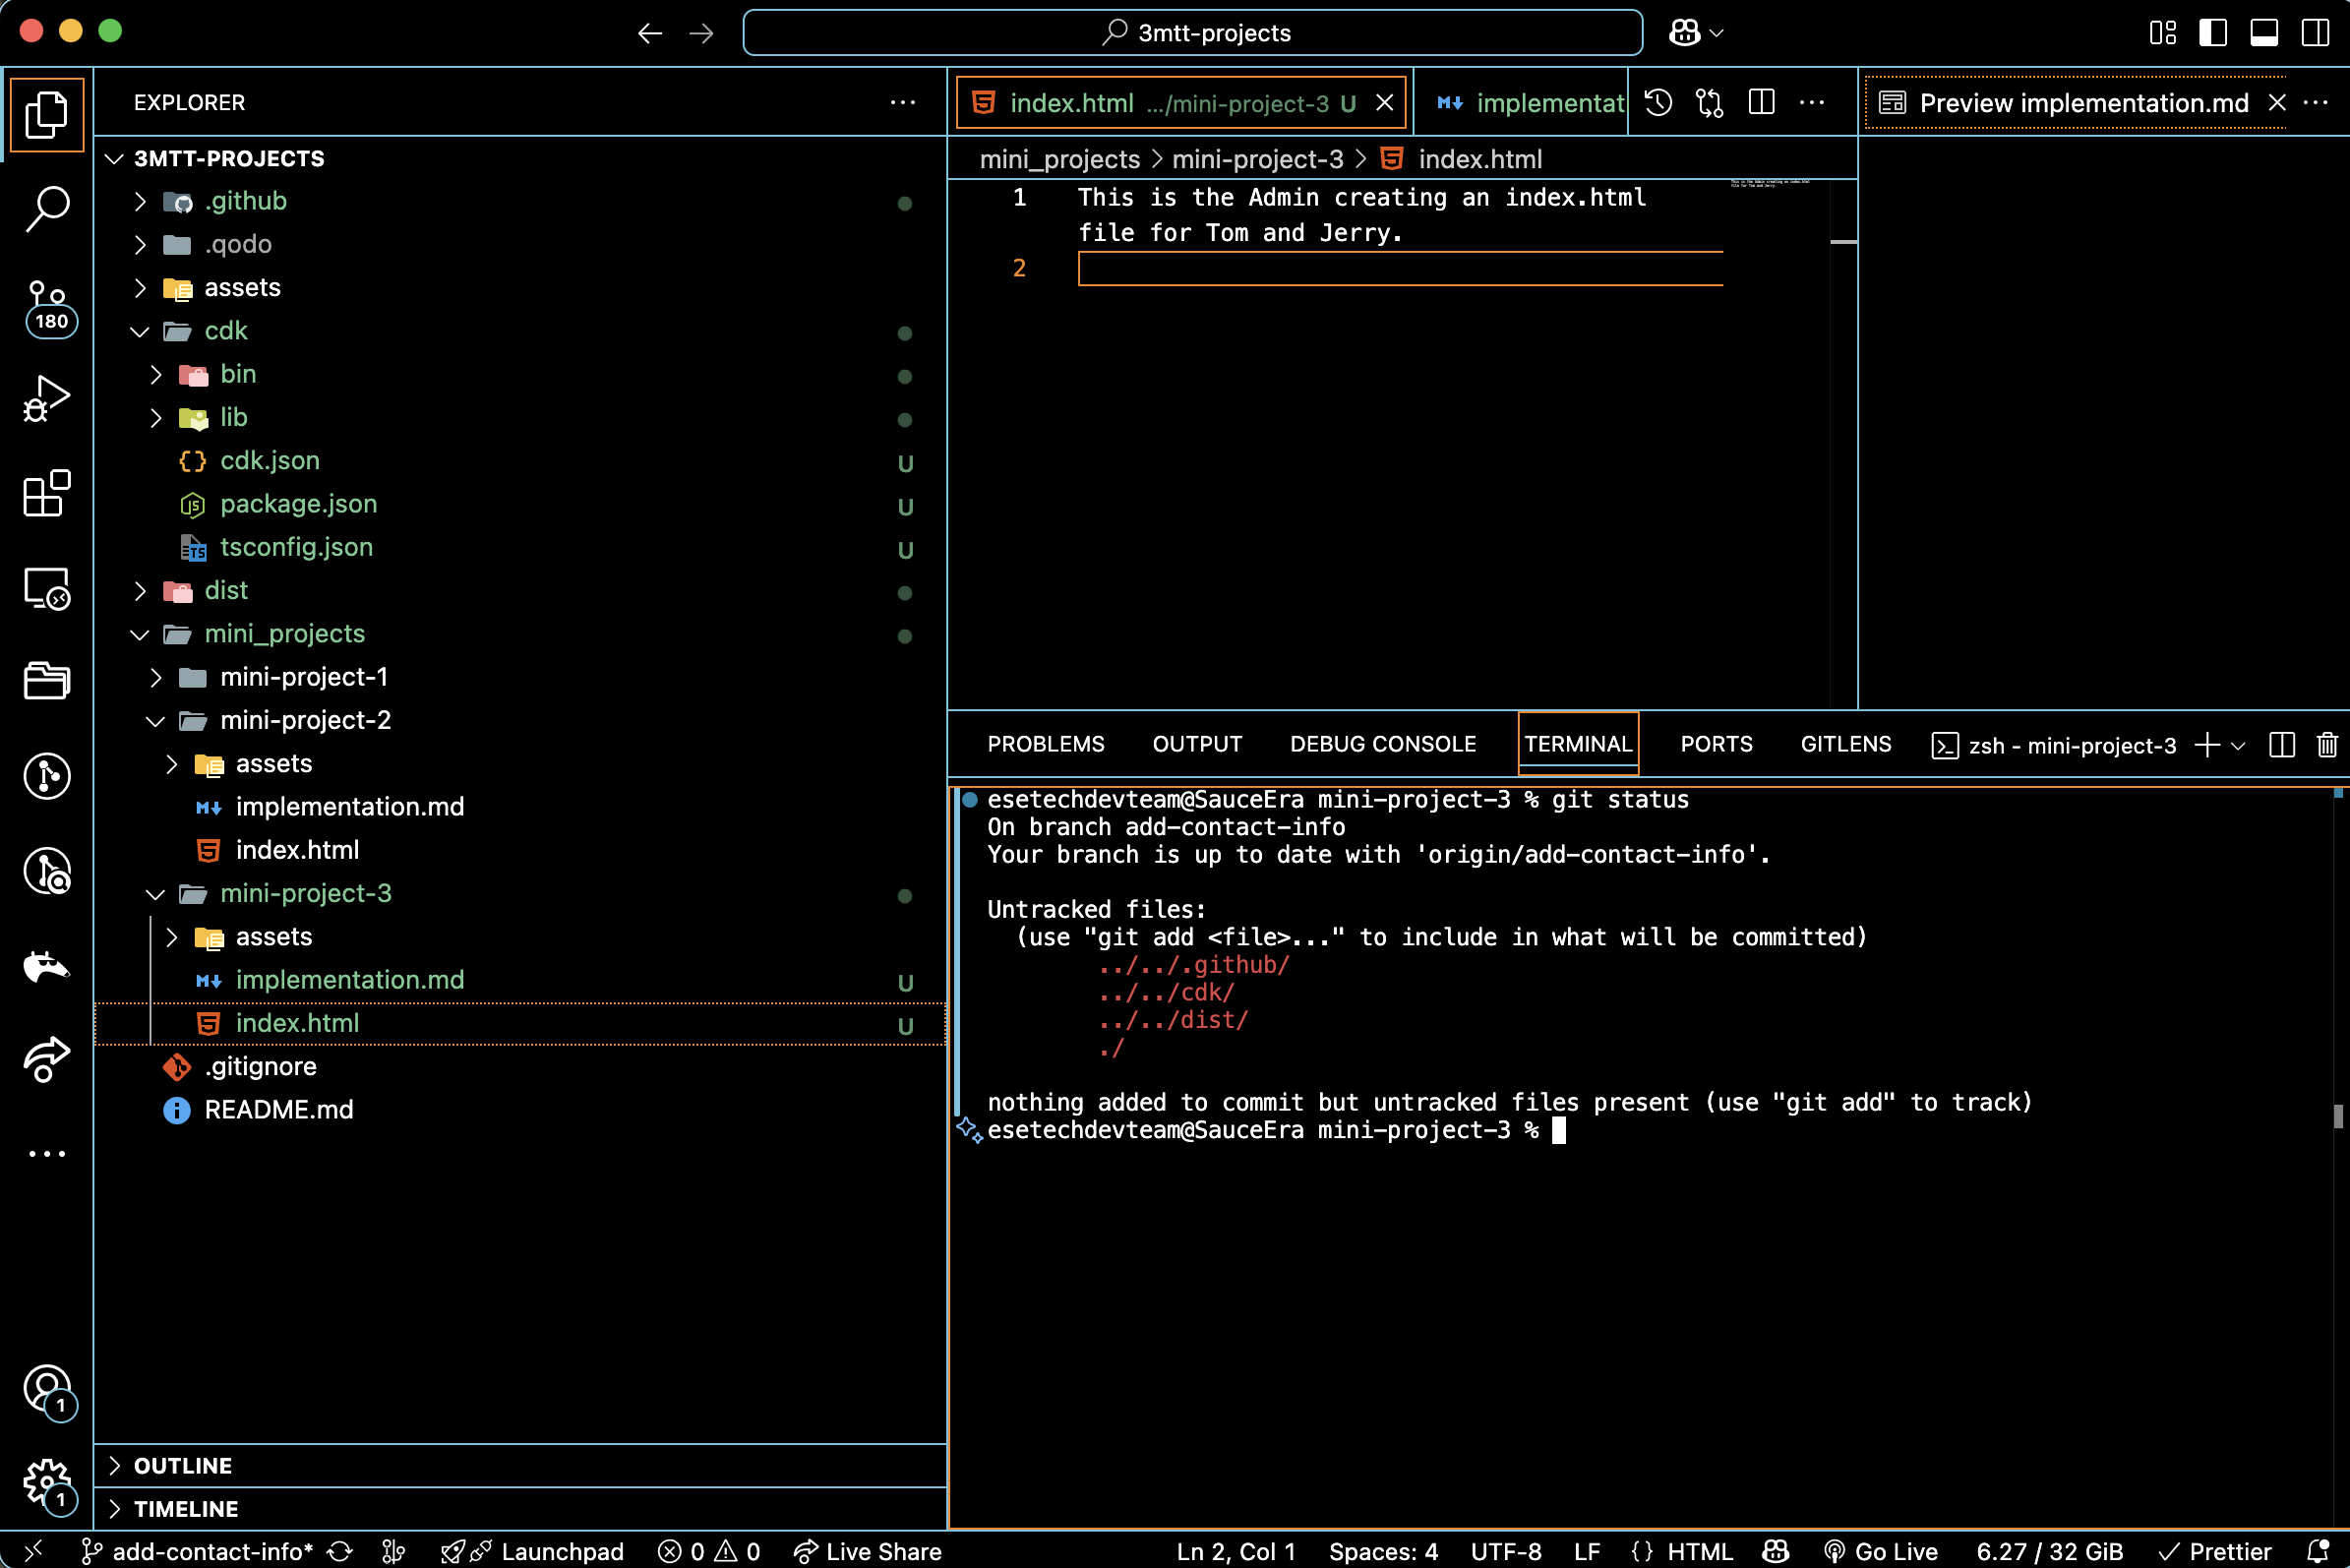 3mtt-projects
EXPLORER
index.html .../mini-project-3 U
implementat
Preview implementation.md
3MTT-PROJECTS
mini_projects > mini-project-3 > index.html
.github
.qodo
assets
180
cdk
bin
lib
cdk.json U
package.json U
tsconfig.json U
dist
mini_projects
mini-project-1
mini-project-2
assets
implementation.md
index.html
mini-project-3
assets
implementation.md U
index.html U
.gitignore
README.md
1
1
OUTLINE
TIMELINE
1 This is the Admin creating an index.html
file for Tom and Jerry.
2
PROBLEMS OUTPUT DEBUG CONSOLE TERMINAL PORTS GITLENS zsh - mini-project-3
esetechdevteam@SauceEra mini-project-3 % git status
On branch add-contact-info
Your branch is up to date with 'origin/add-contact-info'.
Untracked files:
(use "git add <file>..." to include in what will be committed)
../../.github/
../../cdk/
../../dist/
./
nothing added to commit but untracked files present (use "git add" to track)
esetechdevteam@SauceEra mini-project-3 %
add-contact-info* Launchpad 0 0 Live Share Ln 2, Col 1 Spaces: 4 UTF-8 LF {} HTML Go Live 6.27 / 32 GiB Prettier